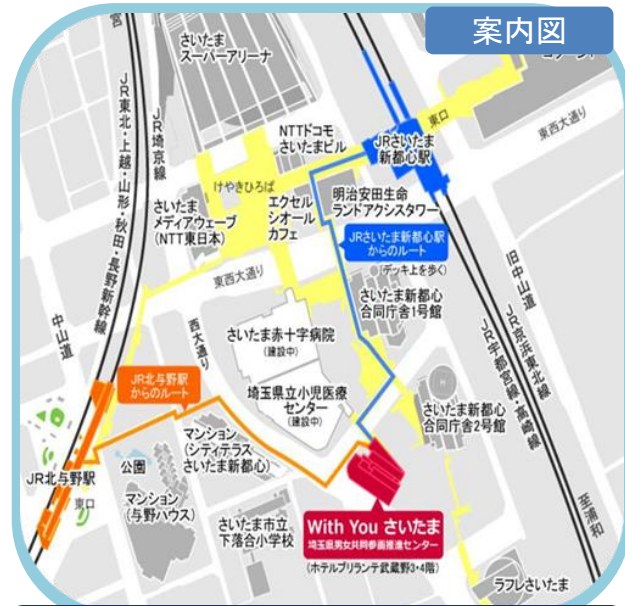 案内図
さいたま
スーパーアリーナ
宮
JR埼京線
JR東北・上越・山形・秋田・長野新幹線
NTTドコモ
さいたまビル
JRさいたま
新都心駅
東口
東西大通り
けやきひろば
さいたま
メディアウェーブ
(NTT東日本)
エクセル
シオール
カフェ
明治安田生命
ランドアクシスタワー
JRさいたま新都心駅
からのルート
(デッキ上を歩く)
東西大通り
旧中山道
中山道
西大通り
さいたま新都心
合同庁舎1号館
さいたま赤十字病院
(建設中)
JR京浜東北線
JR宇都宮線・高崎線
JR北与野駅
からのルート
埼玉県立小児医療
センター
(建設中)
さいたま新都心
合同庁舎2号館
マンション
(シティテラス
さいたま新都心)
公園
JR北与野駅
東口
マンション
(与野ハウス)
さいたま市立
下落合小学校
With You さいたま
埼玉県男女共同参画推進センター
(ホテルブリランテ武蔵野3・4階)
至浦和
ラフレさいたま